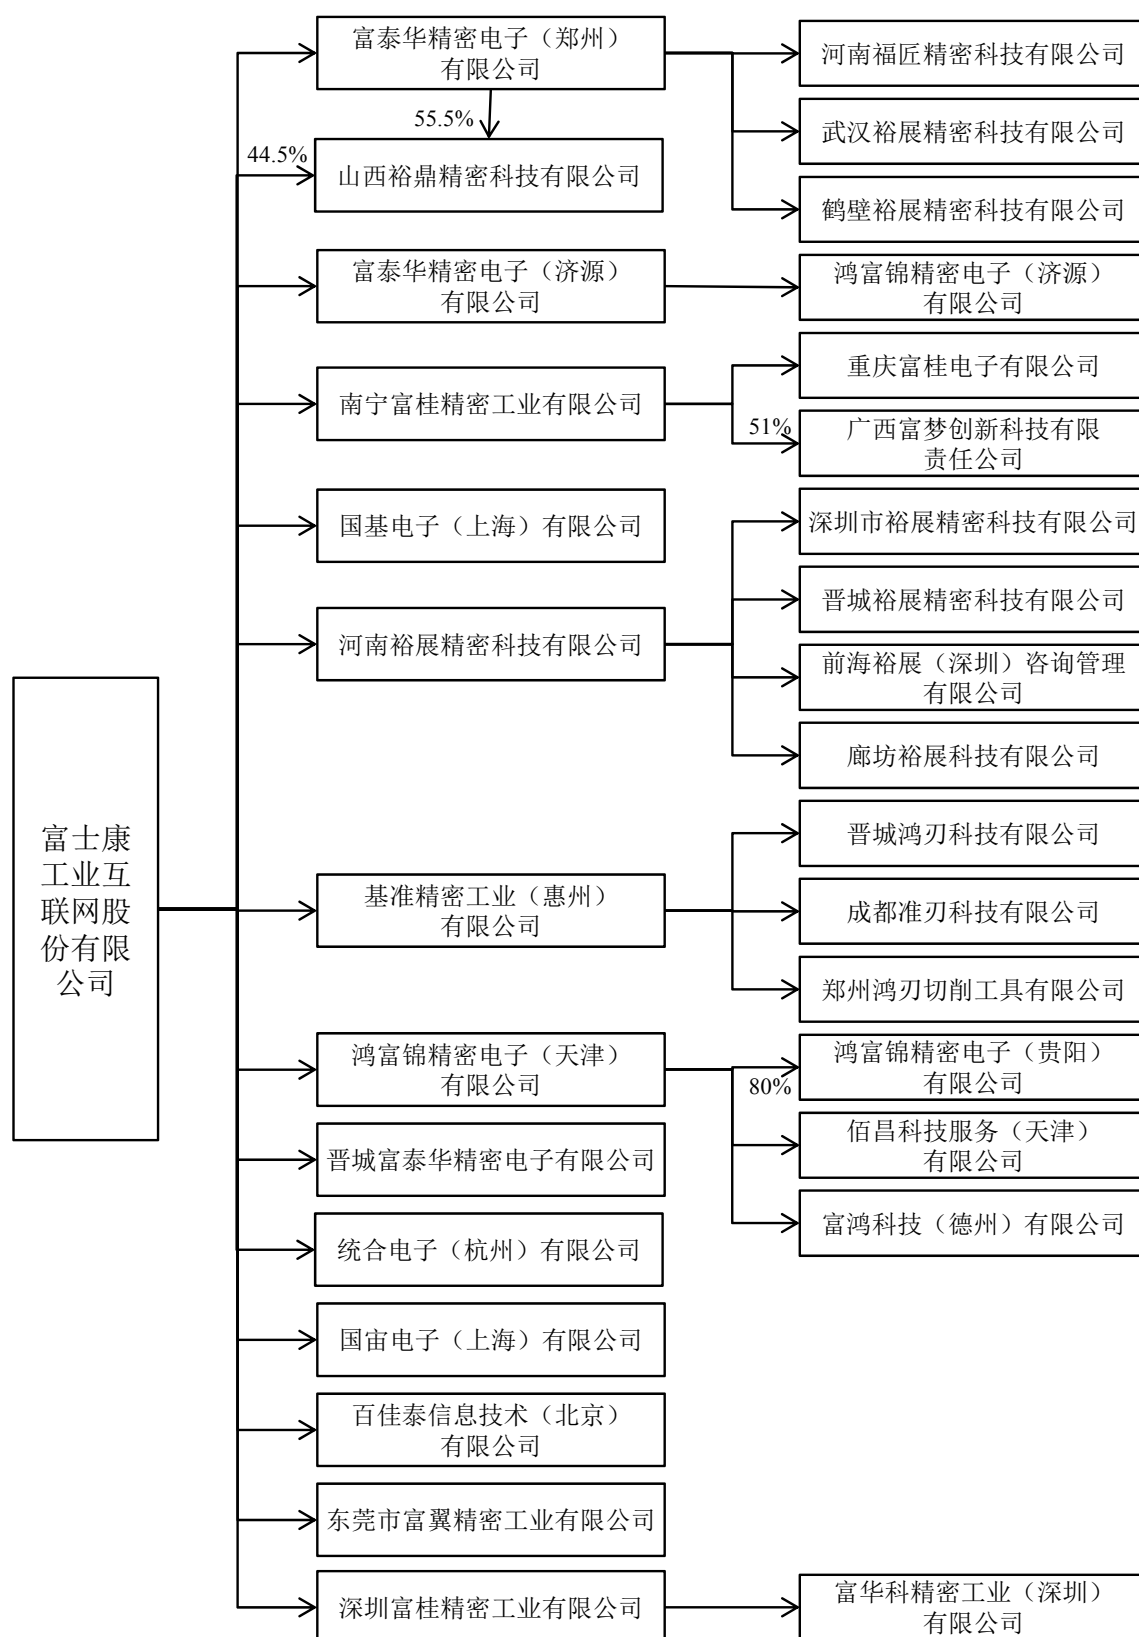 富泰华精密电子（郑州）
有限公司
河南福匠精密科技有限公司
55.5%
武汉裕展精密科技有限公司
44.5%
山西裕鼎精密科技有限公司
鹤壁裕展精密科技有限公司
富泰华精密电子（济源）
有限公司
鸿富锦精密电子（济源）
有限公司
南宁富桂精密工业有限公司
重庆富桂电子有限公司
51%
广西富梦创新科技有限
责任公司
国基电子（上海）有限公司
深圳市裕展精密科技有限公司
晋城裕展精密科技有限公司
河南裕展精密科技有限公司
前海裕展（深圳）咨询管理
有限公司
廊坊裕展科技有限公司
富士康
工业互
联网股
份有限
公司
晋城鸿刃科技有限公司
基准精密工业（惠州）
有限公司
成都准刃科技有限公司
郑州鸿刃切削工具有限公司
鸿富锦精密电子（天津）
有限公司
80%
鸿富锦精密电子（贵阳）
有限公司
佰昌科技服务（天津）
有限公司
晋城富泰华精密电子有限公司
富鸿科技（德州）有限公司
统合电子（杭州）有限公司
国宙电子（上海）有限公司
百佳泰信息技术（北京）
有限公司
东莞市富翼精密工业有限公司
深圳富桂精密工业有限公司
富华科精密工业（深圳）
有限公司